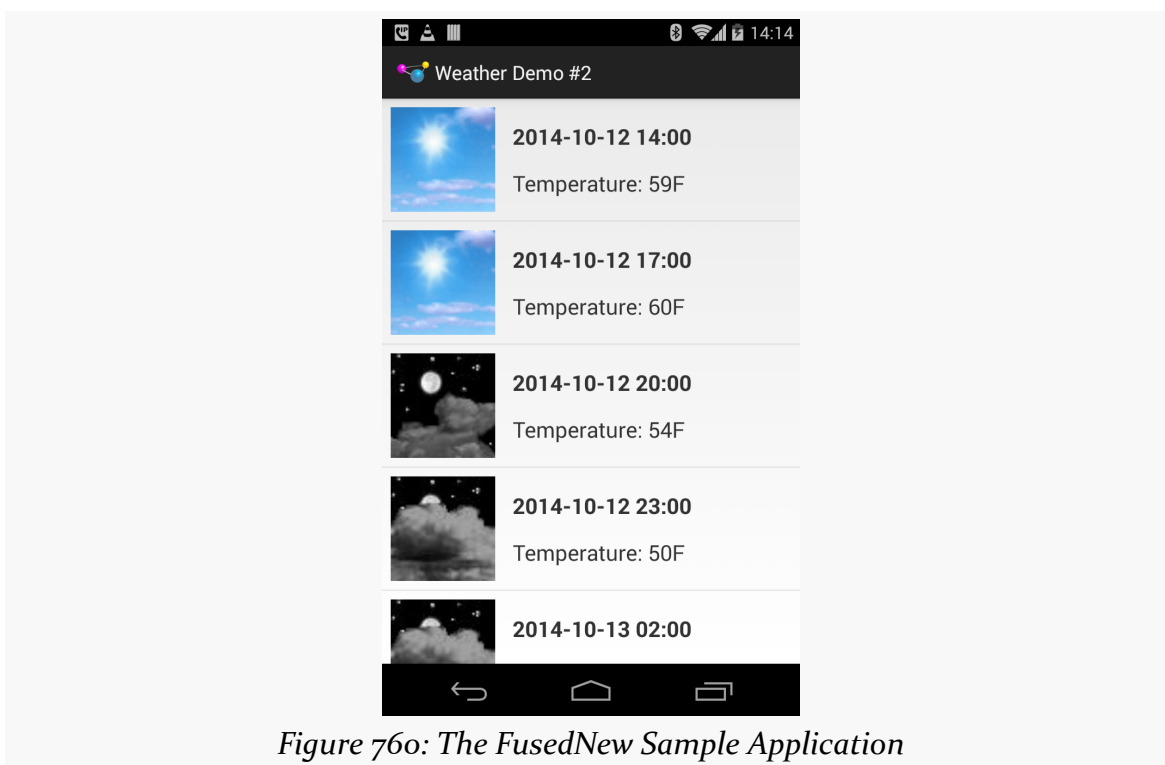 14:14
Weather Demo #2
2014-10-12 14:00
Temperature: 59F
2014-10-12 17:00
Temperature: 60F
2014-10-12 20:00
Temperature: 54F
2014-10-12 23:00
Temperature: 50F
2014-10-13 02:00
Figure 760: The FusedNew Sample Application